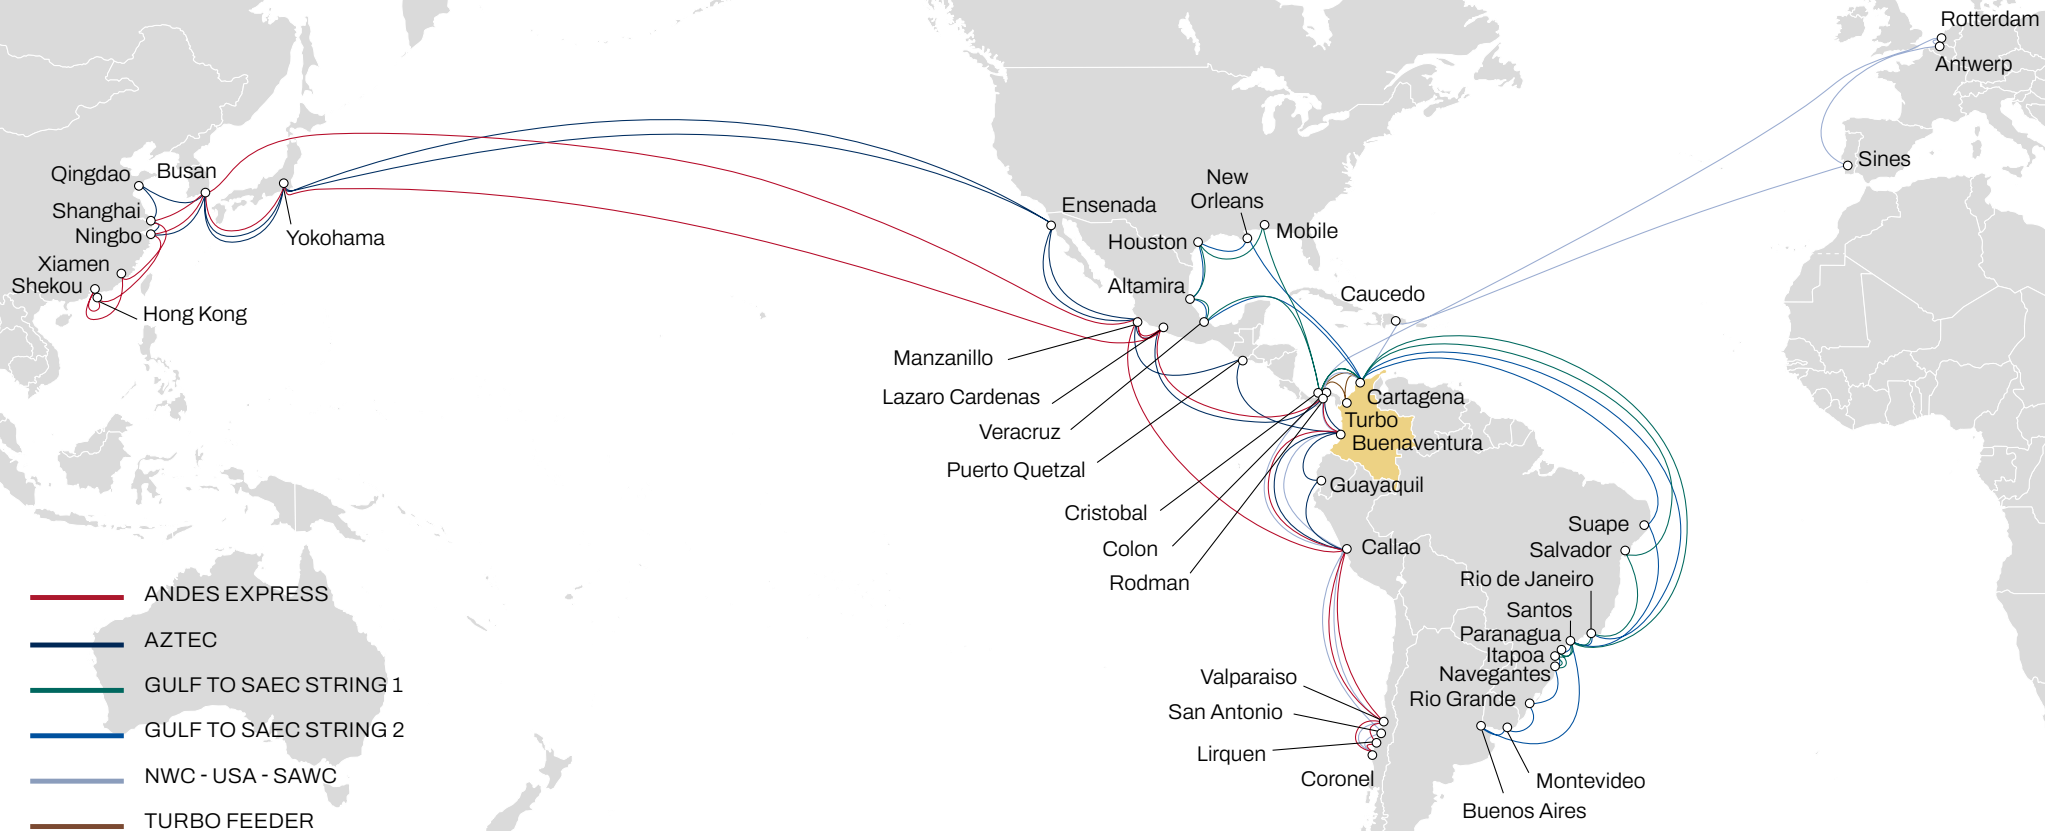 Rotterdam
Antwerp
Sines
Qingdao
Busan
Shanghai
Ningbo
Yokohama
Xiamen
Shekou
Hong Kong
Ensenada
New
Orleans
Houston
Mobile
Altamira
Caucedo
Manzanillo
Lazaro Cardenas
Veracruz
Puerto Quetzal
Cristobal
Colon
Rodman
Cartagena
Turbo
Buenaventura
Guayaquil
Callao
Suape
Salvador
Rio de Janeiro
Santos
Paranagua
Itapoa
Navegantes
Rio Grande
Valparaiso
San Antonio
Lirquen
Coronel
Montevideo
Buenos Aires
ANDES EXPRESS
AZTEC
GULF TO SAEC STRING 1
GULF TO SAEC STRING 2
NWC - USA - SAWC
TURBO FEEDER